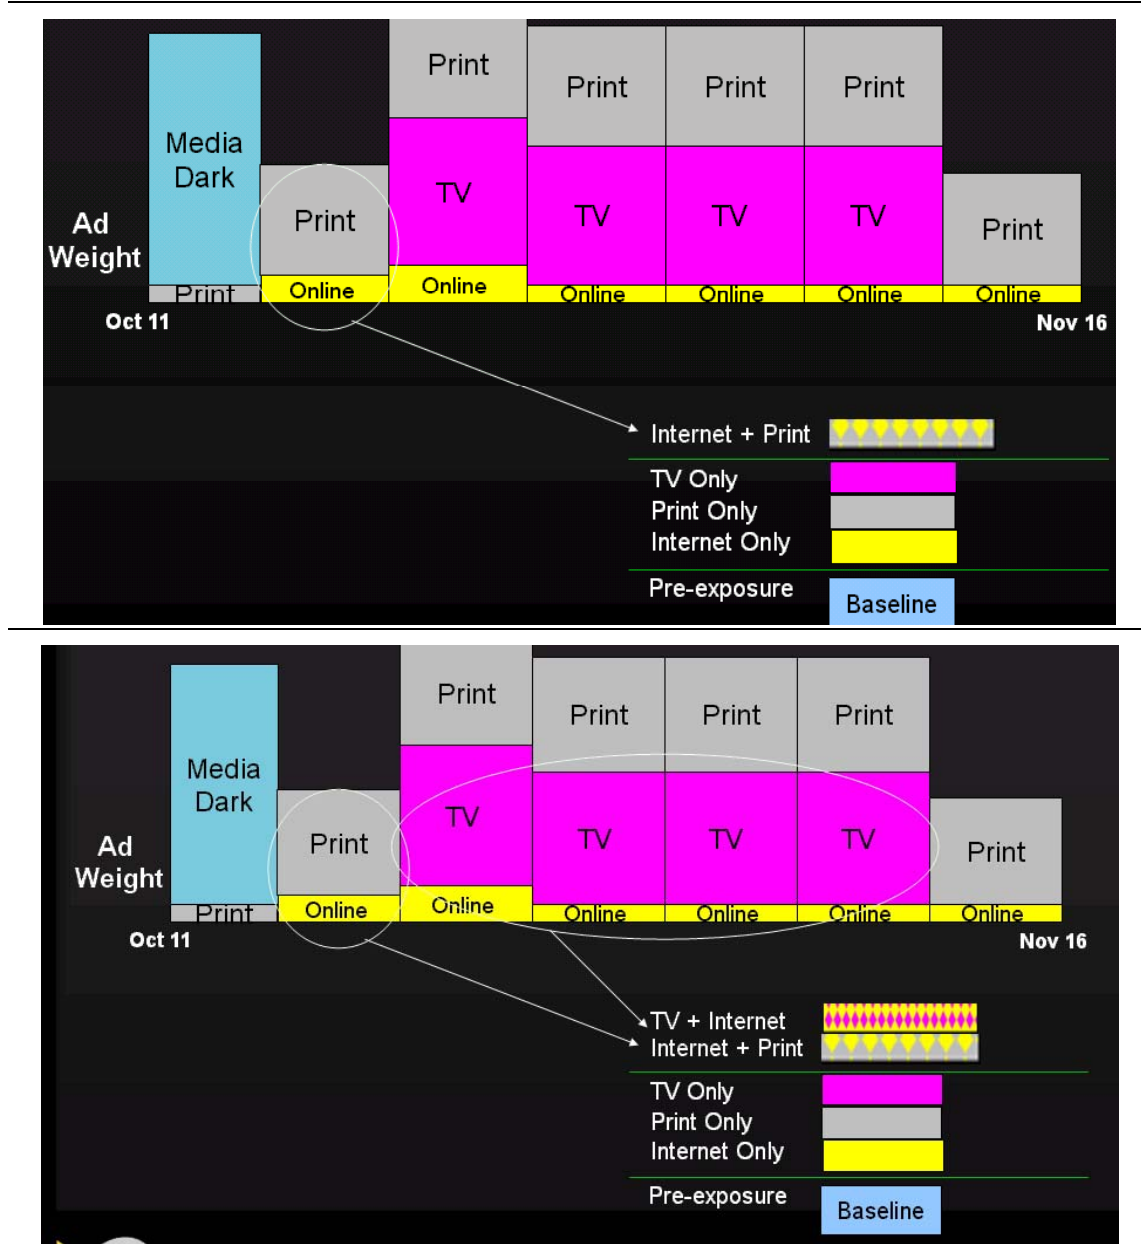 Print
Print
Print
Print
Media
Dark
TV
Print
TV
TV
TV
Print
Ad
Weight
Print
Online
Online
Online
Online
Online
Online
Oct 11
Nov 16
Internet + Print
TV Only
Print Only
Internet Only
Pre-exposure
Baseline
Print
Print
Print
Print
Media
Dark
TV
Print
TV
TV
TV
Print
Ad
Weight
Print
Online
Online
Online
Online
Online
Online
Oct 11
Nov 16
TV + Internet
Internet + Print
TV Only
Print Only
Internet Only
Pre-exposure
Baseline